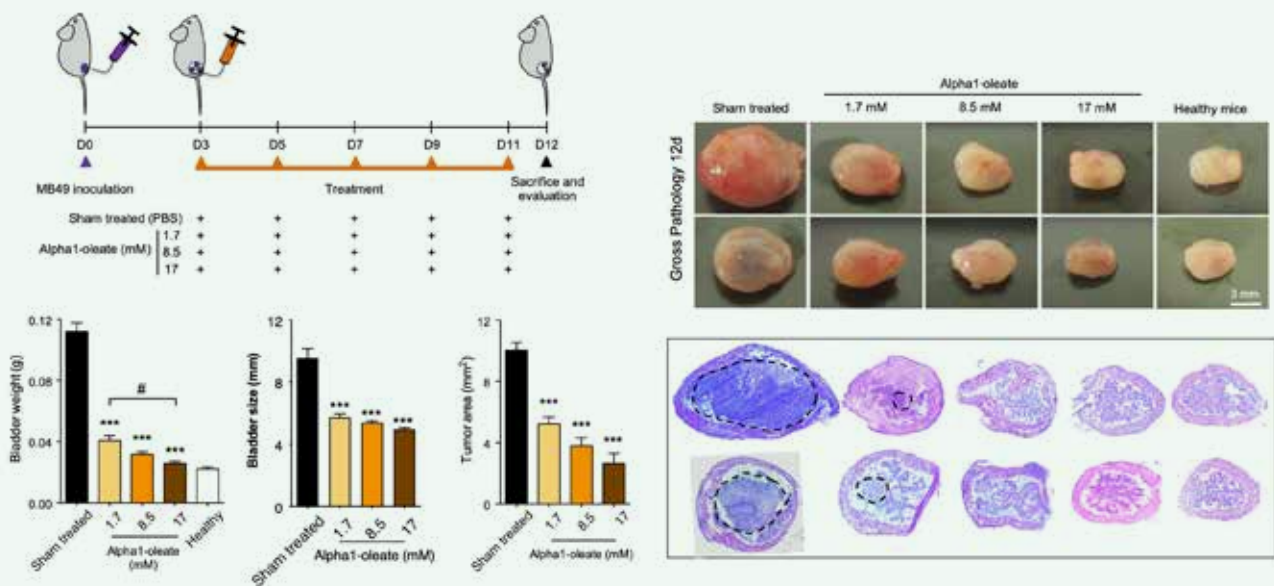 D0
D3
D5
D7
D9
D11
D12
MB49 inoculation
Treatment
Sacrifice and
evaluation
Sham treated (PBS) + + + + +
1.7 + + + + +
Alpha1-oleate (mM) 8.5 + + + + +
17 + + + + +
Alpha1-oleate
Sham treated
1.7 mM
8.5 mM
17 mM
Healthy mice
Gross Pathology 12d
3 mm
Bladder weight (g)
0.12
0.08
0.04
0.00
#
***
***
***
Sham treated
1.7
8.5
17
Healthy
Alpha1-oleate
(mM)
Bladder size (mm)
12
8
4
0
***
***
***
Sham treated
1.7
8.5
17
Alpha1-oleate (mM)
Tumor area (mm²)
12
8
4
0
***
***
***
Sham treated
1.7
8.5
17
Alpha1-oleate (mM)